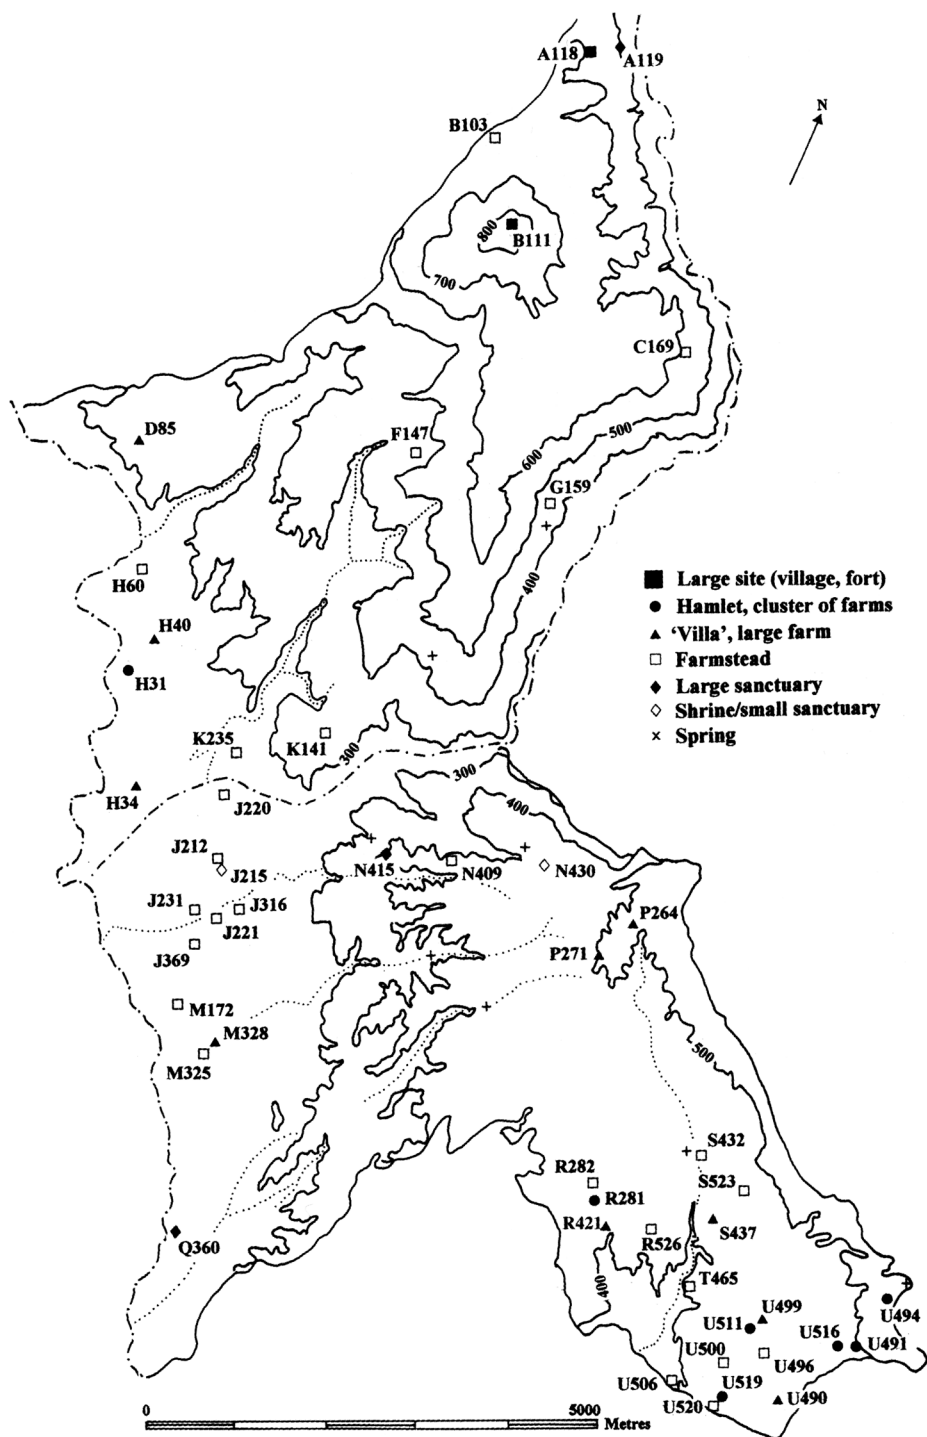 A118
A119
N
B103
800
B111
700
C169
D85
F147
500
600
G159
400
H60
H40
H31
K235
K141
300
H34
J220
300
400
J212
J215
N415
N409
N430
J231
J316
J221
P264
J369
P271
M172
M328
M325
500
S432
R282
S523
R281
R421
R526
S437
Q360
T465
400
U499
U494
U511
U516
U491
U500
U496
U506
U519
U490
U520
Large site (village, fort)
Hamlet, cluster of farms
‘Villa’, large farm
Farmstead
Large sanctuary
Shrine/small sanctuary
Spring
0 5000
Metres